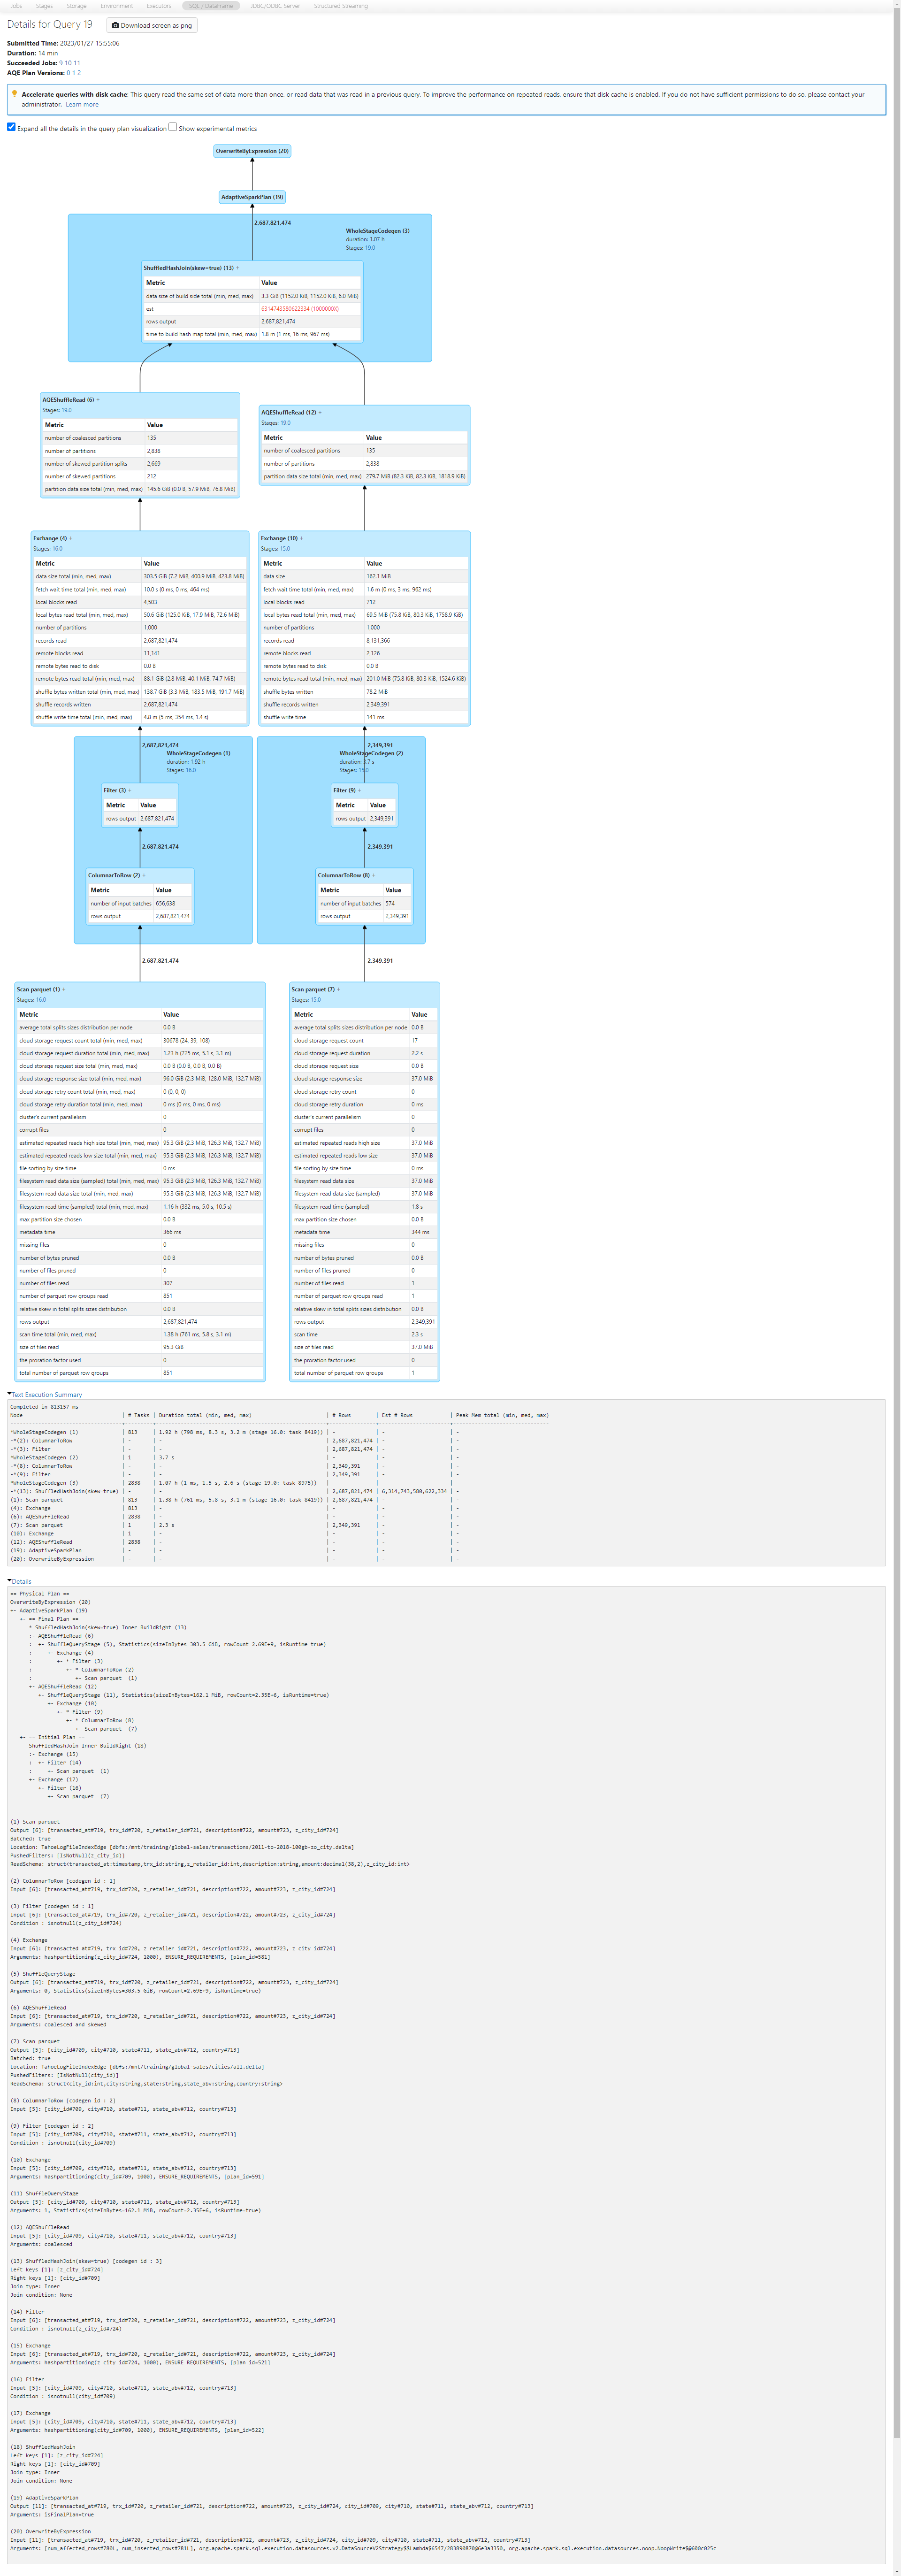 Jobs Stages Storage Environment Executors SQL / DataFrame JDBC/ODBC Server Structured Streaming
Details for Query 19 Download screen as png
Submitted Time: 2023/01/27 15:55:06
Duration: 14 min
Succeeded Jobs: 9 10 11
AQE Plan Versions: 0 1 2
Accelerate queries with disk cache: This query read the same set of data more than once, or read data that was read in a previous query. To improve the performance on repeated reads, ensure that disk cache is enabled. If you do not have sufficient permissions to do so, please contact your
administrator. Learn more
Expand all the details in the query plan visualization Show experimental metrics
OverwriteByExpression (20)
AdaptiveSparkPlan (19)
2,687,821,474
WholeStageCodegen (3)
duration: 1.07 h
Stages: 19.0
ShuffledHashJoin(skew=true) (13) +
Metric Value
data size of build side total (min, med, max) 3.3 GiB (1152.0 KiB, 1152.0 KiB, 6.0 MiB)
est 6314743580622334 (1000000X)
rows output 2,687,821,474
time to build hash map total (min, med, max) 1.8 m (1 ms, 16 ms, 967 ms)
AQEShuffleRead (6) +
Stages: 19.0
Metric Value
number of coalesced partitions 135
number of partitions 2,838
number of skewed partition splits 2,669
number of skewed partitions 212
partition data size total (min, med, max) 145.6 GiB (0.0 B, 57.9 MiB, 76.8 MiB)
AQEShuffleRead (12) +
Stages: 19.0
Metric Value
number of coalesced partitions 135
number of partitions 2,838
partition data size total (min, med, max) 279.7 MiB (82.3 KiB, 82.3 KiB, 1818.9 KiB)
Exchange (4) +
Stages: 16.0
Metric Value
data size total (min, med, max) 303.5 GiB (7.2 MiB, 400.9 MiB, 423.8 MiB)
fetch wait time total (min, med, max) 10.0 s (0 ms, 0 ms, 464 ms)
local blocks read 4,503
local bytes read total (min, med, max) 50.6 GiB (125.0 KiB, 17.9 MiB, 72.6 MiB)
number of partitions 1,000
records read 2,687,821,474
remote blocks read 11,141
remote bytes read to disk 0.0 B
remote bytes read total (min, med, max) 88.1 GiB (2.8 MiB, 40.1 MiB, 74.7 MiB)
shuffle bytes written total (min, med, max) 138.7 GiB (3.3 MiB, 183.5 MiB, 191.7 MiB)
shuffle records written 2,687,821,474
shuffle write time total (min, med, max) 4.8 m (5 ms, 354 ms, 1.4 s)
Exchange (10) +
Stages: 15.0
Metric Value
data size 162.1 MiB
fetch wait time total (min, med, max) 1.6 m (0 ms, 3 ms, 962 ms)
local blocks read 712
local bytes read total (min, med, max) 69.5 MiB (75.8 KiB, 80.3 KiB, 1758.9 KiB)
number of partitions 1,000
records read 8,131,366
remote blocks read 2,126
remote bytes read to disk 0.0 B
remote bytes read total (min, med, max) 201.0 MiB (75.8 KiB, 80.5 KiB, 1524.6 KiB)
shuffle bytes written 78.2 MiB
shuffle records written 2,349,391
shuffle write time 141 ms
2,687,821,474
WholeStageCodegen (1)
duration: 1.92 h
Stages: 16.0
Filter (3) +
Metric Value
rows output 2,687,821,474
2,687,821,474
ColumnarToRow (2) +
Metric Value
number of input batches 656,638
rows output 2,687,821,474
2,687,821,474
2,349,391
WholeStageCodegen (2)
duration: 3.7 s
Stages: 15.0
Filter (9) +
Metric Value
rows output 2,349,391
2,349,391
ColumnarToRow (8) +
Metric Value
number of input batches 574
rows output 2,349,391
2,349,391
Scan parquet (1) +
Stages: 16.0
Metric Value
average total splits sizes distribution per node 0.0 B
cloud storage request count total (min, med, max) 30678 (24, 39, 108)
cloud storage request duration total (min, med, max) 1.23 h (725 ms, 5.1 s, 3.1 m)
cloud storage request size total (min, med, max) 0.0 B (0.0 B, 0.0 B, 0.0 B)
cloud storage response size total (min, med, max) 96.0 GiB (2.3 MiB, 128.0 MiB, 132.7 MiB)
cloud storage retry count total (min, med, max) 0 (0, 0, 0)
cloud storage retry duration total (min, med, max) 0 ms (0 ms, 0 ms, 0 ms)
cluster's current parallelism 0
corrupt files 0
estimated repeated reads high size total (min, med, max) 95.3 GiB (2.3 MiB, 126.3 MiB, 132.7 MiB)
estimated repeated reads low size total (min, med, max) 95.3 GiB (2.3 MiB, 126.3 MiB, 132.7 MiB)
file sorting by size time 0 ms
filesystem read data size (sampled) total (min, med, max) 95.3 GiB (2.3 MiB, 126.3 MiB, 132.7 MiB)
filesystem read data size total (min, med, max) 95.3 GiB (2.3 MiB, 126.3 MiB, 132.7 MiB)
filesystem read time (sampled) total (min, med, max) 1.16 h (332 ms, 5.0 s, 10.5 s)
max partition size chosen 0.0 B
metadata time 366 ms
missing files 0
number of bytes pruned 0.0 B
number of files pruned 0
number of files read 307
number of parquet row groups read 851
relative skew in total splits sizes distribution 0.0 B
rows output 2,687,821,474
scan time total (min, med, max) 1.38 h (761 ms, 5.8 s, 3.1 m)
size of files read 95.3 GiB
the proration factor used 0
total number of parquet row groups 851
Scan parquet (7) +
Stages: 15.0
Metric Value
average total splits sizes distribution per node 0.0 B
cloud storage request count 17
cloud storage request duration 2.2 s
cloud storage request size 0.0 B
cloud storage response size 37.0 MiB
cloud storage retry count 0
cloud storage retry duration 0 ms
cluster's current parallelism 0
corrupt files 0
estimated repeated reads high size 37.0 MiB
estimated repeated reads low size 37.0 MiB
file sorting by size time 0 ms
filesystem read data size 37.0 MiB
filesystem read data size (sampled) 37.0 MiB
filesystem read time (sampled) 1.8 s
max partition size chosen 0.0 B
metadata time 344 ms
missing files 0
number of bytes pruned 0.0 B
number of files pruned 0
number of files read 1
number of parquet row groups read 1
relative skew in total splits sizes distribution 0.0 B
rows output 2,349,391
scan time 2.3 s
size of files read 37.0 MiB
the proration factor used 0
total number of parquet row groups 1
Text Execution Summary
Completed in 813157 ms
Node | # Tasks | Duration total (min, med, max) | # Rows | Est # Rows | Peak Mem total (min, med, max)
*WholeStageCodegen (1) | 813 | 1.92 h (798 ms, 8.3 s, 3.2 m (stage 16.0: task 8419)) | - | - | -
-*(2): ColumnarToRow | - | - | 2,687,821,474 | - | -
-*(3): Filter | - | - | 2,687,821,474 | - | -
*WholeStageCodegen (2) | 1 | 3.7 s | - | - | -
-*(8): ColumnarToRow | - | - | 2,349,391 | - | -
-*(9): Filter | - | - | 2,349,391 | - | -
*WholeStageCodegen (3) | 2838 | 1.07 h (1 ms, 1.5 s, 2.6 s (stage 19.0: task 8975)) | - | - | -
-*(13): ShuffledHashJoin(skew=true) | - | - | 2,687,821,474 | 6,314,743,580,622,334 | -
(1): Scan parquet | 813 | 1.38 h (761 ms, 5.8 s, 3.1 m (stage 16.0: task 8419)) | 2,687,821,474 | - | -
(4): Exchange | 813 | - | - | - | -
(6): AQEShuffleRead | 2838 | - | - | - | -
(7): Scan parquet | 1 | 2.3 s | 2,349,391 | - | -
(10): Exchange | 1 | - | - | - | -
(12): AQEShuffleRead | 2838 | - | - | - | -
(19): AdaptiveSparkPlan | - | - | - | - | -
(20): OverwriteByExpression | - | - | - | - | -
Details
== Physical Plan ==
OverwriteByExpression (20)
+- AdaptiveSparkPlan (19)
+- == Final Plan ==
* ShuffledHashJoin(skew=true) Inner BuildRight (13)
:- AQEShuffleRead (6)
: +- ShuffleQueryStage (5), Statistics(sizeInBytes=303.5 GiB, rowCount=2.69E+9, isRuntime=true)
: +- Exchange (4)
: +- * Filter (3)
: +- * ColumnarToRow (2)
: +- Scan parquet (1)
+- AQEShuffleRead (12)
+- ShuffleQueryStage (11), Statistics(sizeInBytes=162.1 MiB, rowCount=2.35E+6, isRuntime=true)
+- Exchange (10)
+- * Filter (9)
+- * ColumnarToRow (8)
+- Scan parquet (7)
+- == Initial Plan ==
ShuffledHashJoin Inner BuildRight (18)
:- Exchange (15)
: +- Filter (14)
: +- Scan parquet (1)
+- Exchange (17)
+- Filter (16)
+- Scan parquet (7)
(1) Scan parquet
Output [6]: [transacted_at#719, trx_id#720, z_retailer_id#721, description#722, amount#723, z_city_id#724]
Batched: true
Location: TahoeLogFileIndexEdge [dbfs:/mnt/training/global-sales/transactions/2011-to-2018-100gb-zo_city.delta]
PushedFilters: [IsNotNull(z_city_id)]
ReadSchema: struct<transacted_at:timestamp,trx_id:string,z_retailer_id:int,description:string,amount:decimal(38,2),z_city_id:int>
(2) ColumnarToRow [codegen id : 1]
Input [6]: [transacted_at#719, trx_id#720, z_retailer_id#721, description#722, amount#723, z_city_id#724]
(3) Filter [codegen id : 1]
Input [6]: [transacted_at#719, trx_id#720, z_retailer_id#721, description#722, amount#723, z_city_id#724]
Condition : isnotnull(z_city_id#724)
(4) Exchange
Input [6]: [transacted_at#719, trx_id#720, z_retailer_id#721, description#722, amount#723, z_city_id#724]
Arguments: hashpartitioning(z_city_id#724, 1000), ENSURE_REQUIREMENTS, [plan_id=581]
(5) ShuffleQueryStage
Output [6]: [transacted_at#719, trx_id#720, z_retailer_id#721, description#722, amount#723, z_city_id#724]
Arguments: 0, Statistics(sizeInBytes=303.5 GiB, rowCount=2.69E+9, isRuntime=true)
(6) AQEShuffleRead
Input [6]: [transacted_at#719, trx_id#720, z_retailer_id#721, description#722, amount#723, z_city_id#724]
Arguments: coalesced and skewed
(7) Scan parquet
Output [5]: [city_id#709, city#710, state#711, state_abv#712, country#713]
Batched: true
Location: TahoeLogFileIndexEdge [dbfs:/mnt/training/global-sales/cities/all.delta]
PushedFilters: [IsNotNull(city_id)]
ReadSchema: struct<city_id:int,city:string,state:string,state_abv:string,country:string>
(8) ColumnarToRow [codegen id : 2]
Input [5]: [city_id#709, city#710, state#711, state_abv#712, country#713]
(9) Filter [codegen id : 2]
Input [5]: [city_id#709, city#710, state#711, state_abv#712, country#713]
Condition : isnotnull(city_id#709)
(10) Exchange
Input [5]: [city_id#709, city#710, state#711, state_abv#712, country#713]
Arguments: hashpartitioning(city_id#709, 1000), ENSURE_REQUIREMENTS, [plan_id=591]
(11) ShuffleQueryStage
Output [5]: [city_id#709, city#710, state#711, state_abv#712, country#713]
Arguments: 1, Statistics(sizeInBytes=162.1 MiB, rowCount=2.35E+6, isRuntime=true)
(12) AQEShuffleRead
Input [5]: [city_id#709, city#710, state#711, state_abv#712, country#713]
Arguments: coalesced
(13) ShuffledHashJoin(skew=true) [codegen id : 3]
Left keys [1]: [z_city_id#724]
Right keys [1]: [city_id#709]
Join type: Inner
Join condition: None
(14) Filter
Input [6]: [transacted_at#719, trx_id#720, z_retailer_id#721, description#722, amount#723, z_city_id#724]
Condition : isnotnull(z_city_id#724)
(15) Exchange
Input [6]: [transacted_at#719, trx_id#720, z_retailer_id#721, description#722, amount#723, z_city_id#724]
Arguments: hashpartitioning(z_city_id#724, 1000), ENSURE_REQUIREMENTS, [plan_id=521]
(16) Filter
Input [5]: [city_id#709, city#710, state#711, state_abv#712, country#713]
Condition : isnotnull(city_id#709)
(17) Exchange
Input [5]: [city_id#709, city#710, state#711, state_abv#712, country#713]
Arguments: hashpartitioning(city_id#709, 1000), ENSURE_REQUIREMENTS, [plan_id=522]
(18) ShuffledHashJoin
Left keys [1]: [z_city_id#724]
Right keys [1]: [city_id#709]
Join type: Inner
Join condition: None
(19) AdaptiveSparkPlan
Output [11]: [transacted_at#719, trx_id#720, z_retailer_id#721, description#722, amount#723, z_city_id#724, city_id#709, city#710, state#711, state_abv#712, country#713]
Arguments: isFinalPlan=true
(20) OverwriteByExpression
Input [11]: [transacted_at#719, trx_id#720, z_retailer_id#721, description#722, amount#723, z_city_id#724, city_id#709, city#710, state#711, state_abv#712, country#713]
Arguments: [num_affected_rows#780L, num_inserted_rows#781L], org.apache.spark.sql.execution.datasources.v2.DataSourceV2Strategy$$Lambda$6547/283890870@6e3a3350, org.apache.spark.sql.execution.datasources.noop.NoopWrite$@600c025c